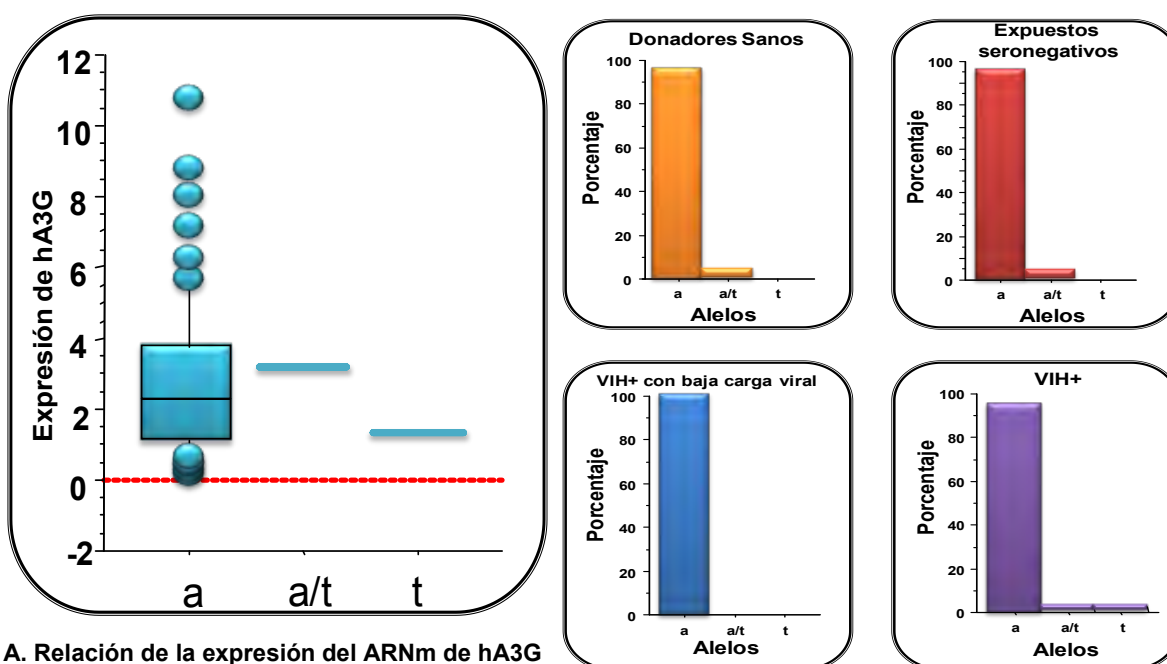 12
10
8
6
4
2
0
-2
Expresión de hA3G
a a/t t
A. Relación de la expresión del ARNm de hA3G
Donadores Sanos
100
80
60
40
20
0
Porcentaje
a a/t t
Alelos
Expuestos
seronegativos
100
80
60
40
20
0
Porcentaje
a a/t t
Alelos
VIH+ con baja carga viral
100
80
60
40
20
0
Porcentaje
a a/t t
Alelos
VIH+
100
80
60
40
20
0
Porcentaje
a a/t t
Alelos